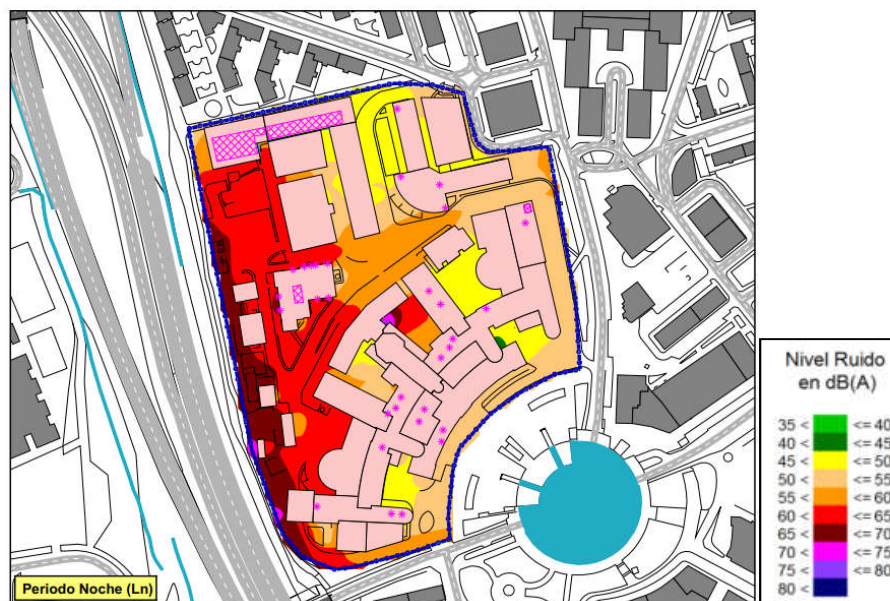 Periodo Noche (Ln)
Nivel Ruido
en dB(A)
35 < <= 40
40 < <= 45
45 < <= 50
50 < <= 55
55 < <= 60
60 < <= 65
65 < <= 70
70 < <= 75
75 < <= 80
80 <